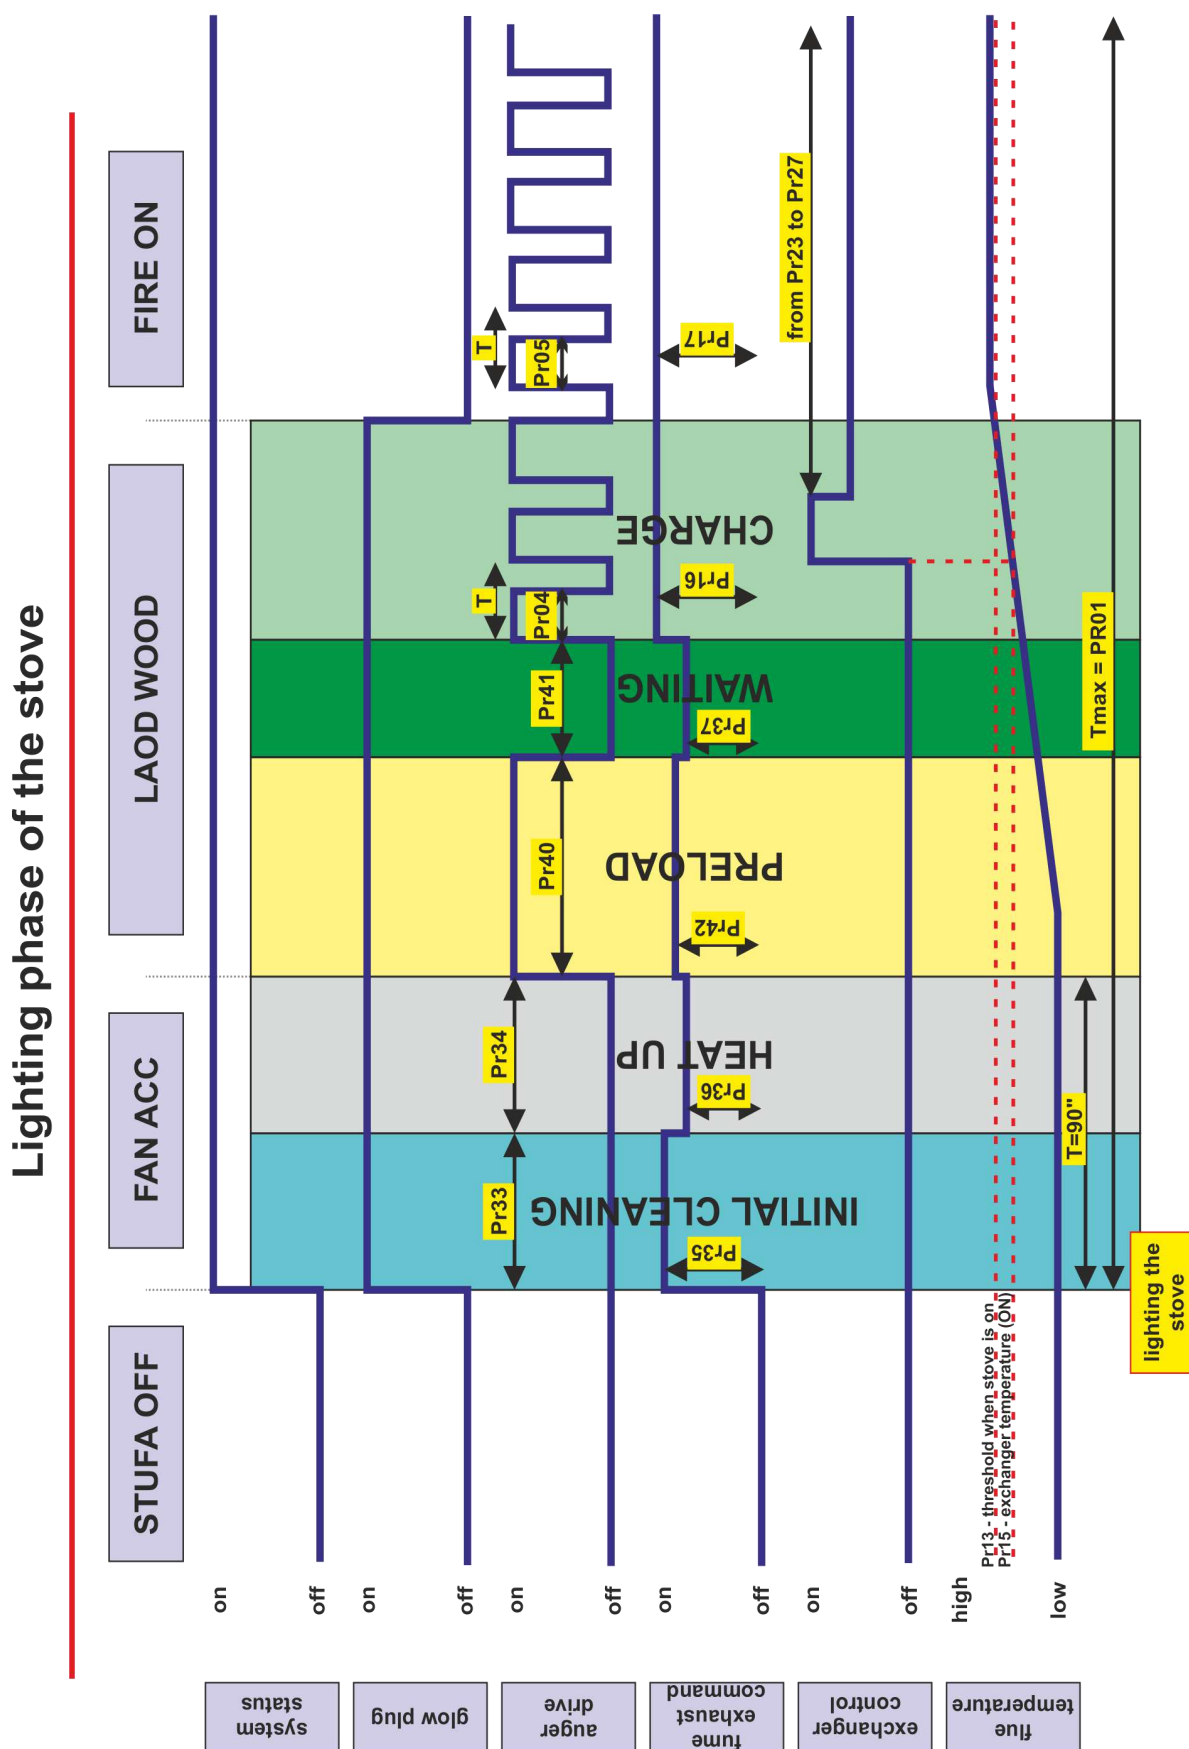 Lighting phase of the stove
STUFA OFF
FAN ACC
LAOD WOOD
FIRE ON
system
status
on
off
glow plug
on
off
auger
drive
on
off
Pr33
Pr34
Pr40
Pr41
Pr04
T
Pr05
T
fume
exhaust
command
on
off
Pr35
Pr36
Pr42
Pr37
Pr16
Pr17
INITIAL CLEANING
HEAT UP
PRELOAD
WAITING
CHARGE
exchanger
control
on
off
from Pr23 to Pr27
flue
temperature
high
low
Pr13 - threshold when stove is on
Pr15 - exchanger temperature (ON)
T=90"
Tmax = PR01
lighting the
stove